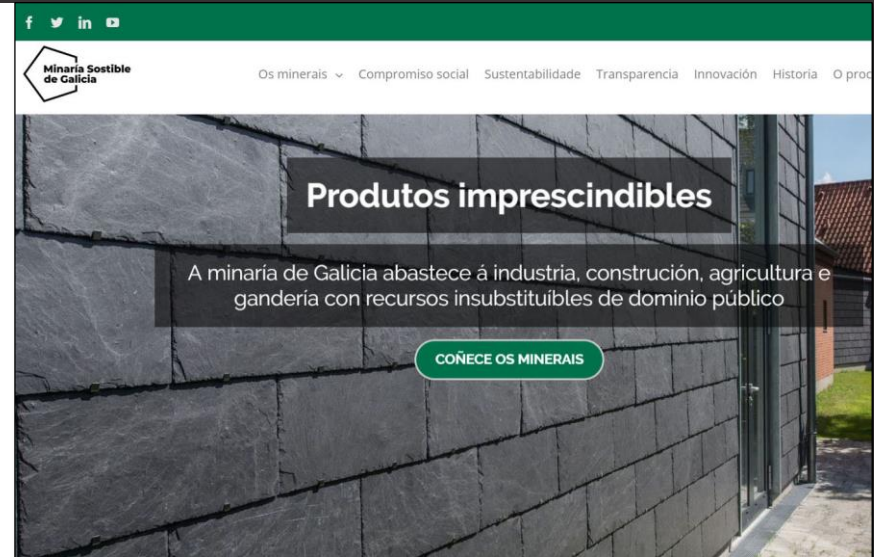 Minaría Sostible
de Galicia
Os minerais Compromiso social Sustentabilidade Transparencia Innovación Historia O proc
Produtos imprescindibles
A minaría de Galicia abastece á industria, construción, agricultura e
gandería con recursos insubstituíbles de dominio público
COÑECE OS MINERAIS